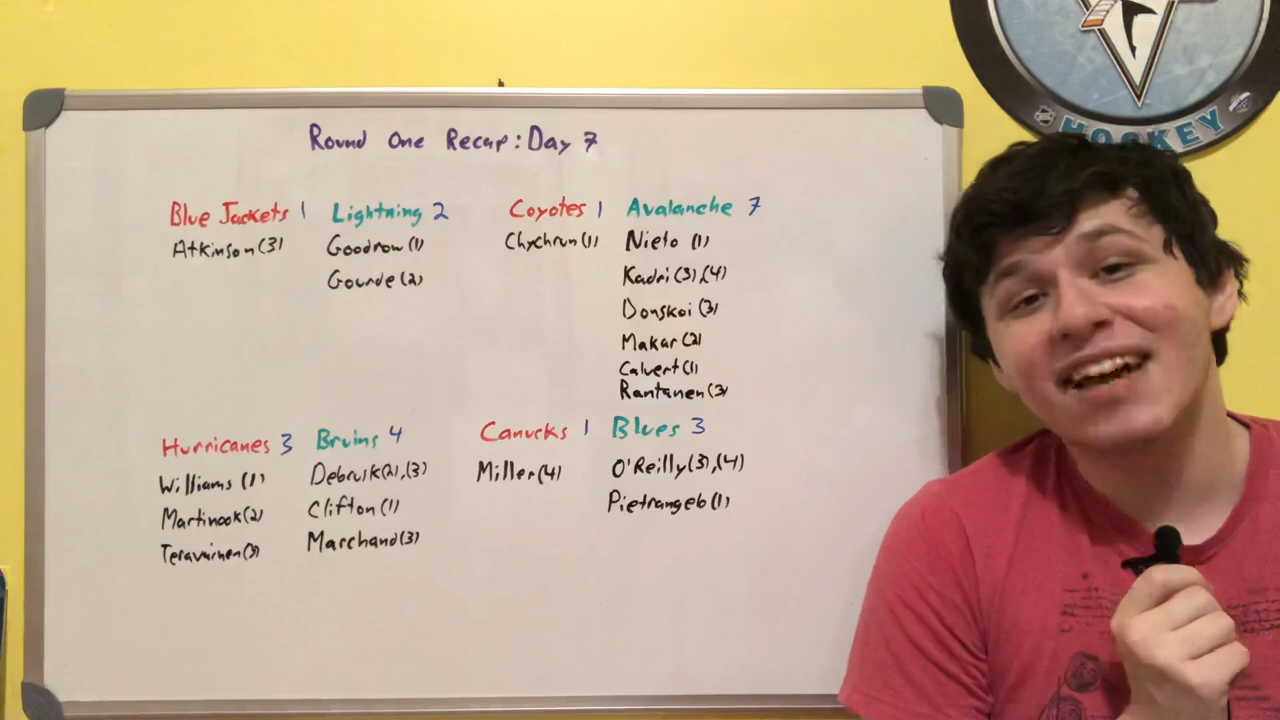 HOCKEY
Round One Recap: Day 7
Blue Jackets 1 Lightning 2
Atkinson (3) Goodrow (1)
Gourde (2)
Coyotes 1 Avalanche 7
Chychrun (1) Nieto (1)
Kadri (3),(4)
Donskoi (3)
Makar (2)
Calvert (1)
Rantanen (3)
Hurricanes 3 Bruins 4
Williams (1) Debrusk (2),(3)
Martinook (2) Clifton (1)
Teravainen (3) Marchand (3)
Canucks 1 Blues 3
Miller (4) O'Reilly (3),(4)
Pietrangelo (1)